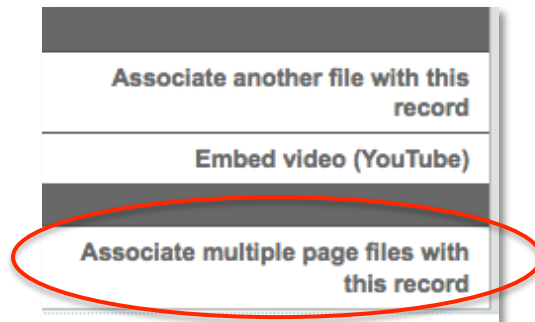 Associate another file with this
record
Embed video (YouTube)
Associate multiple page files with
this record